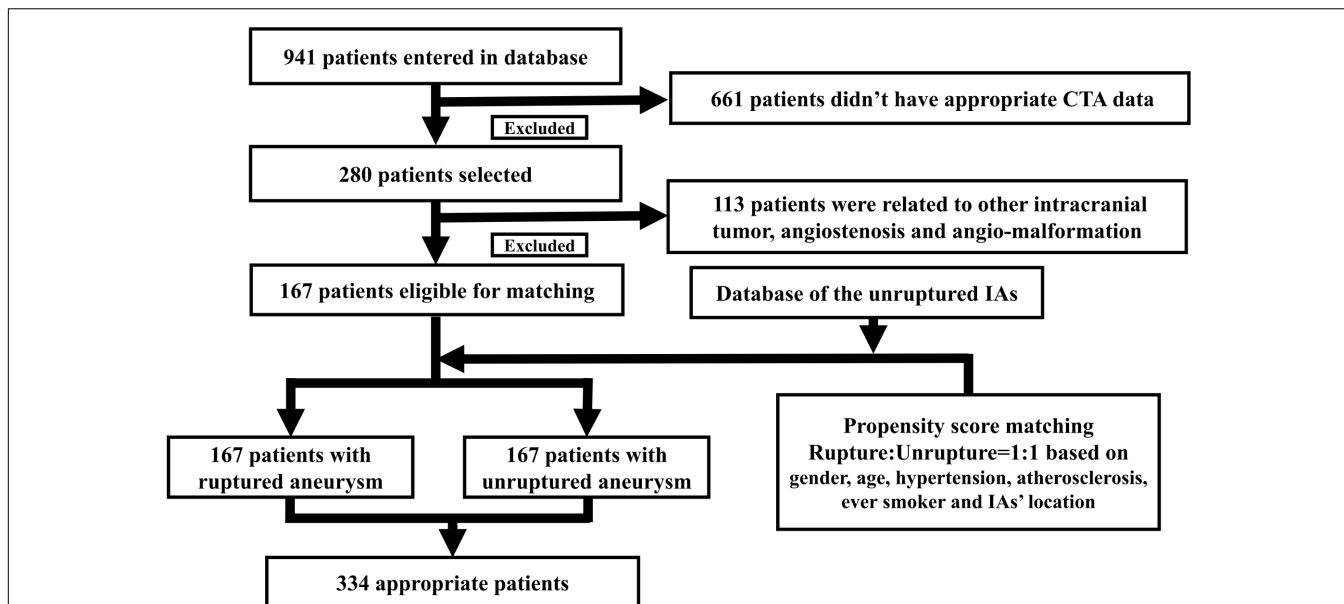 941 patients entered in database
661 patients didn’t have appropriate CTA data
Excluded
280 patients selected
113 patients were related to other intracranial
tumor, angiostenosis and angio-malformation
Excluded
167 patients eligible for matching
Database of the unruptured IAs
Propensity score matching
Rupture:Unrupture=1:1 based on
gender, age, hypertension, atherosclerosis,
ever smoker and IAs’ location
167 patients with
ruptured aneurysm
167 patients with
unruptured aneurysm
334 appropriate patients